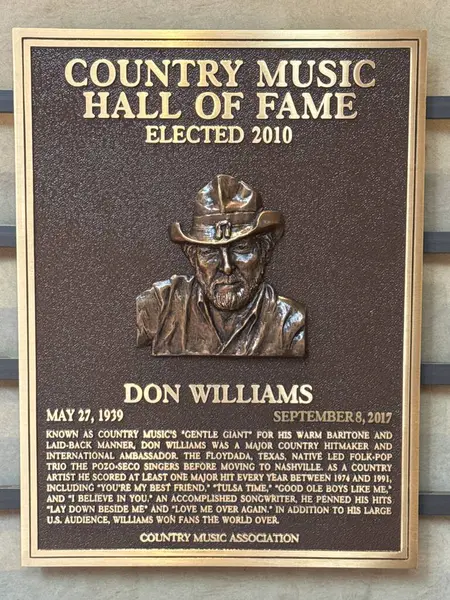 COUNTRY MUSIC
HALL OF FAME
ELECTED 2010
DON WILLIAMS
MAY 27, 1939 SEPTEMBER 8, 2017
KNOWN AS COUNTRY MUSIC'S "GENTLE GIANT" FOR HIS WARM BARITONE AND
LAID-BACK MANNER, DON WILLIAMS WAS A MAJOR COUNTRY HITMAKER AND
INTERNATIONAL AMBASSADOR. THE FLOYDADA, TEXAS, NATIVE LED FOLK-POP
TRIO THE POZO-SECO SINGERS BEFORE MOVING TO NASHVILLE. AS A COUNTRY
ARTIST HE SCORED AT LEAST ONE MAJOR HIT EVERY YEAR BETWEEN 1974 AND 1991,
INCLUDING "YOU'RE MY BEST FRIEND," "TULSA TIME," "GOOD OLE BOYS LIKE ME,"
AND "I BELIEVE IN YOU." AN ACCOMPLISHED SONGWRITER, HE PENNED HIS HITS
"LAY DOWN BESIDE ME" AND "LOVE ME OVER AGAIN." IN ADDITION TO HIS LARGE
U.S. AUDIENCE, WILLIAMS WON FANS THE WORLD OVER.
COUNTRY MUSIC ASSOCIATION